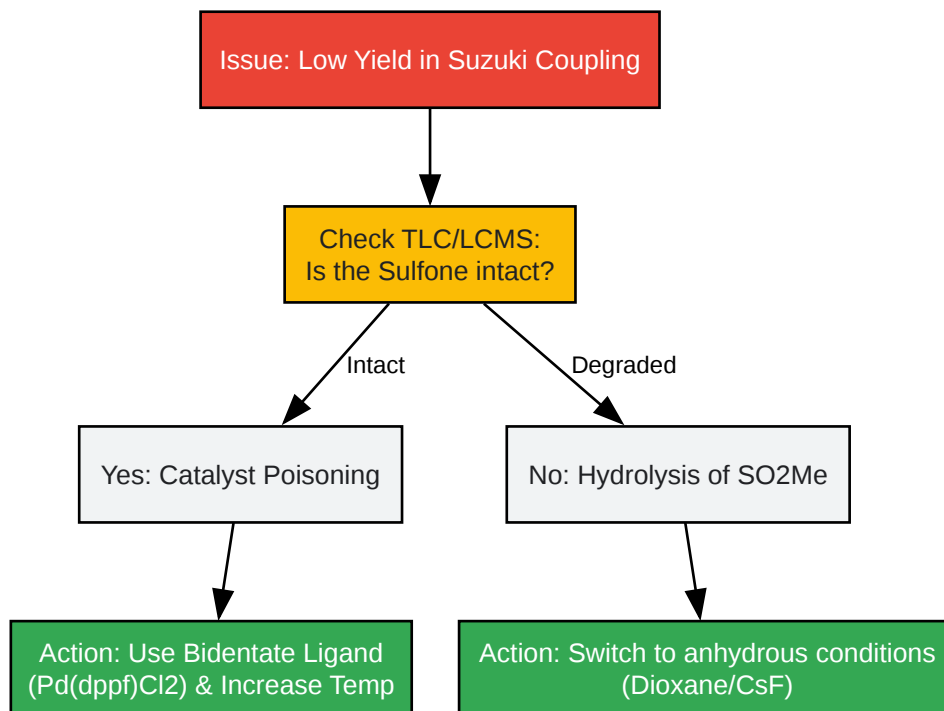 Issue: Low Yield in Suzuki Coupling
Check TLC/LCMS:
Is the Sulfone intact?
Intact
Degraded
Yes: Catalyst Poisoning
No: Hydrolysis of SO2Me
Action: Use Bidentate Ligand
(Pd(dppf)Cl2) & Increase Temp
Action: Switch to anhydrous conditions
(Dioxane/CsF)